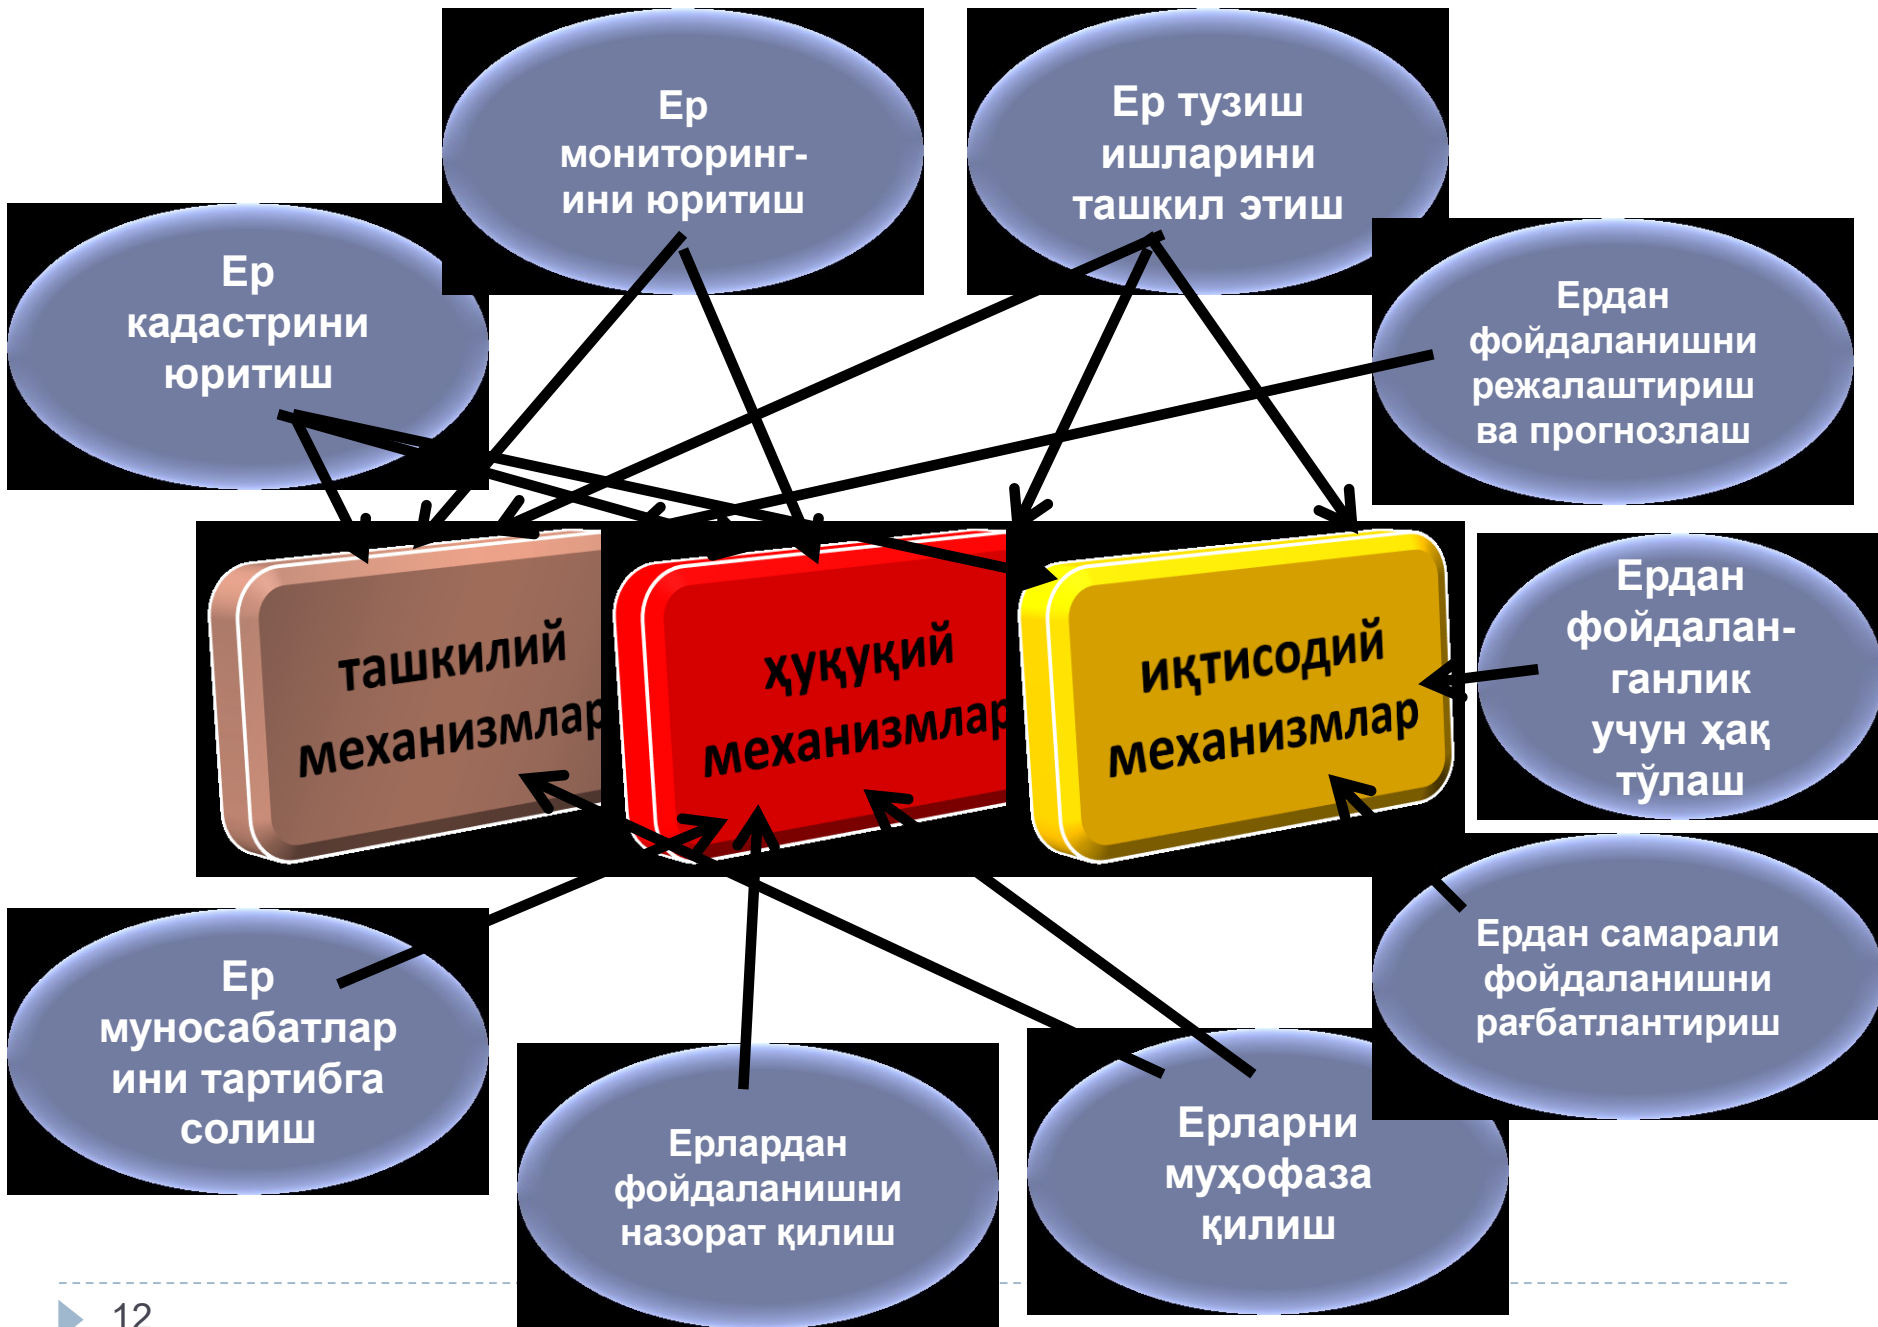 Ер
мониторинг-
ини юритиш
Ер тузиш
ишларини
ташкил этиш
Ер
кадастрини
юритиш
Ердан
фойдаланишни
режалаштириш
ва прогнозлаш
ташкилий
механизмлар
ҳуқуқий
механизмлар
иқтисодий
механизмлар
Ердан
фойдалан-
ганлик
учун ҳақ
тўлаш
Ердан самарали
фойдаланишни
рағбатлантириш
Ер
муносабатлар
ини тартибга
солиш
Ерлардан
фойдаланишни
назорат қилиш
Ерларни
муҳофаза
қилиш
12